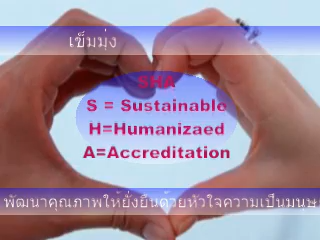 เข็มมุ่ง
SHA
S = Sustainable
H=Humanizaed
A=Accreditation
พัฒนาคุณภาพให้ยั่งยืนด้วยหัวใจความเป็นมนุษ